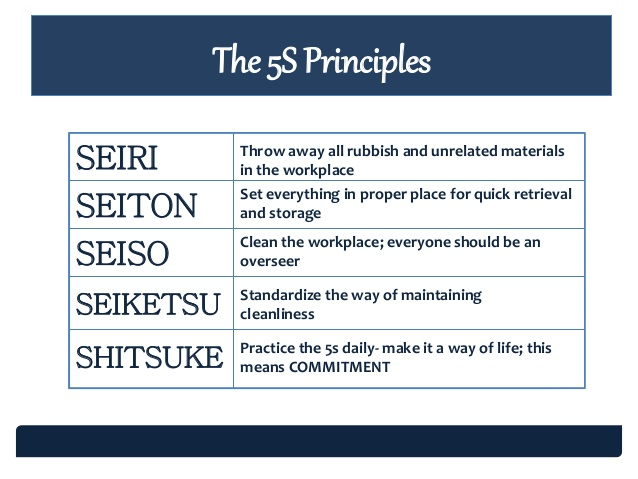 The 5S Principles
SEIRI
Throw away all rubbish and unrelated materials
in the workplace
SEITON
Set everything in proper place for quick retrieval
and storage
SEISO
Clean the workplace; everyone should be an
overseer
SEIKETSU
Standardize the way of maintaining
cleanliness
SHITSUKE
Practice the 5s daily- make it a way of life; this
means COMMITMENT